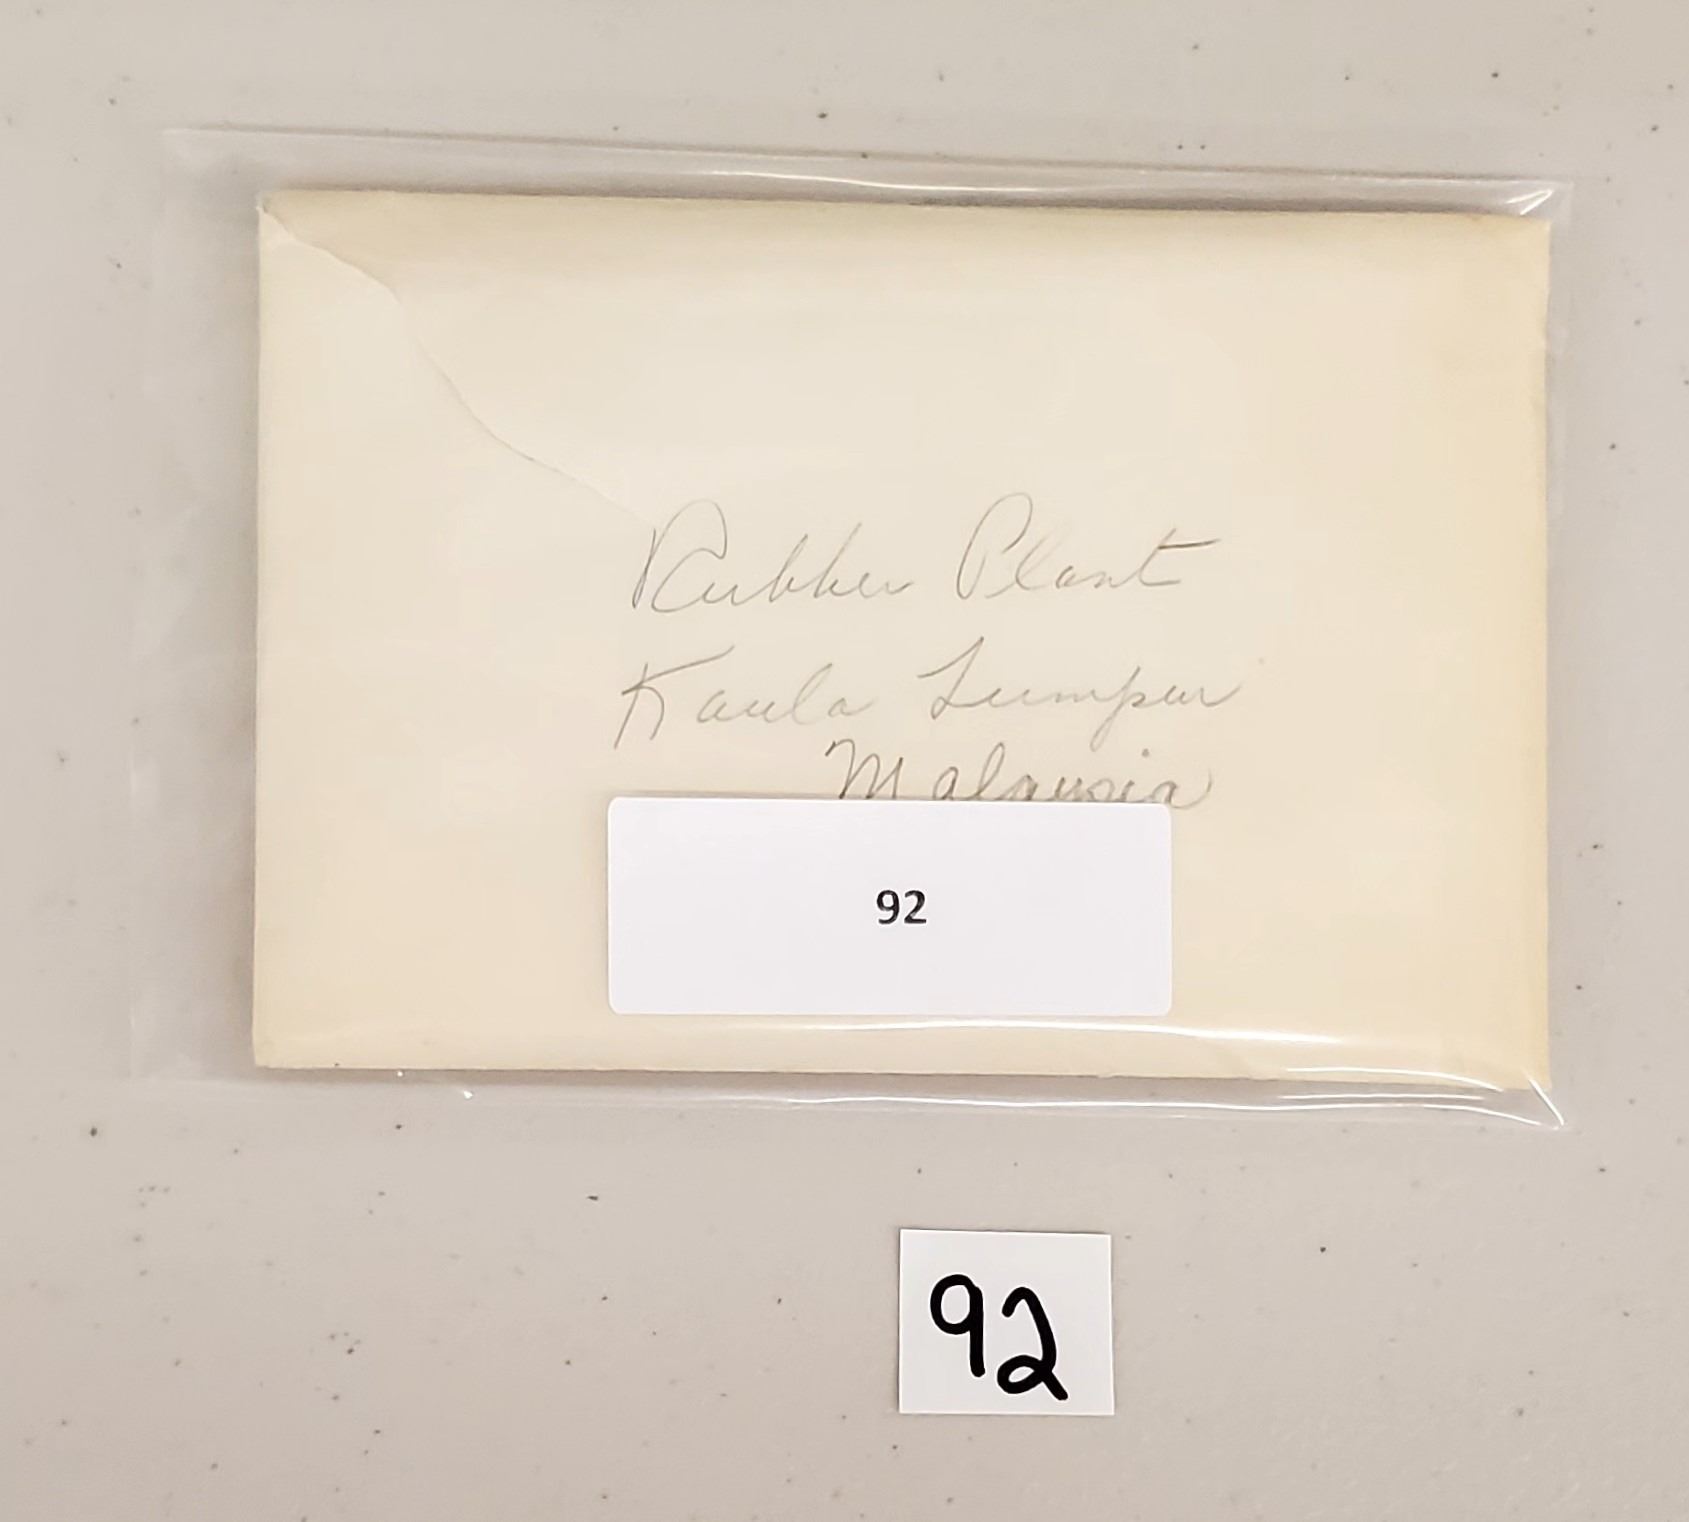 Rubber Plant
Kaula Lumpur
Malaysia
92
92